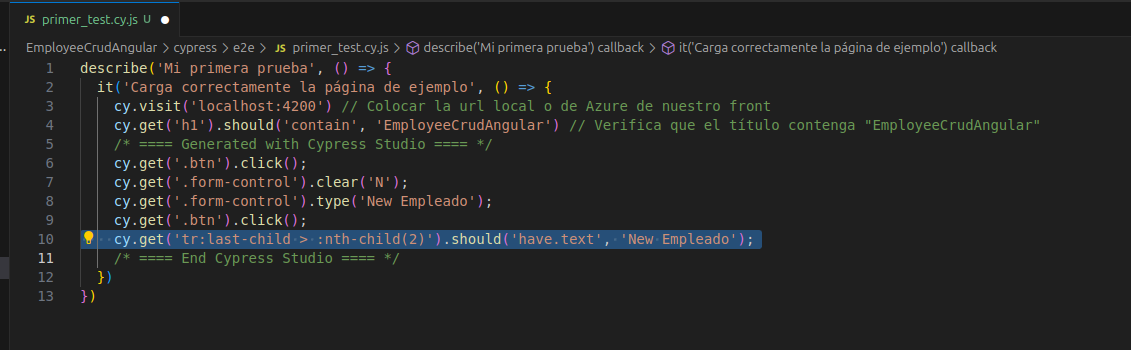 JS primer_test.cy.js U
EmployeeCrudAngular > cypress > e2e > JS primer_test.cy.js > describe('Mi primera prueba') callback > it('Carga correctamente la página de ejemplo') callback
1 describe('Mi primera prueba', () => {
2 it('Carga correctamente la página de ejemplo', () => {
3 cy.visit('localhost:4200') // Colocar la url local o de Azure de nuestro front
4 cy.get('h1').should('contain', 'EmployeeCrudAngular') // Verifica que el título contenga "EmployeeCrudAngular"
5 /* ==== Generated with Cypress Studio ==== */
6 cy.get('.btn').click();
7 cy.get('.form-control').clear('N');
8 cy.get('.form-control').type('New Empleado');
9 cy.get('.btn').click();
10 cy.get('tr:last-child > :nth-child(2)').should('have.text', 'New Empleado');
11 /* ==== End Cypress Studio ==== */
12 })
13 })